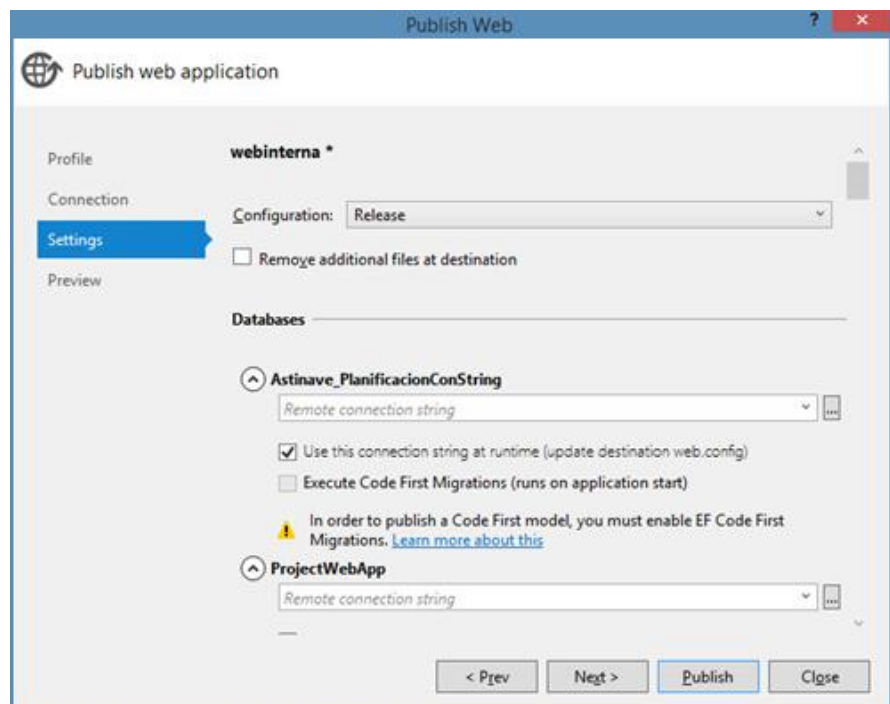 Publish Web
?
Publish web application
Profile
Connection
Settings
Preview
webinterna *
Configuration:
Release
Remove additional files at destination
Databases
Astinave_PlanificacionConString
Remote connection string
...
Use this connection string at runtime (update destination web.config)
Execute Code First Migrations (runs on application start)
In order to publish a Code First model, you must enable EF Code First
Migrations. Learn more about this
ProjectWebApp
Remote connection string
...
< Prev
Next >
Publish
Close